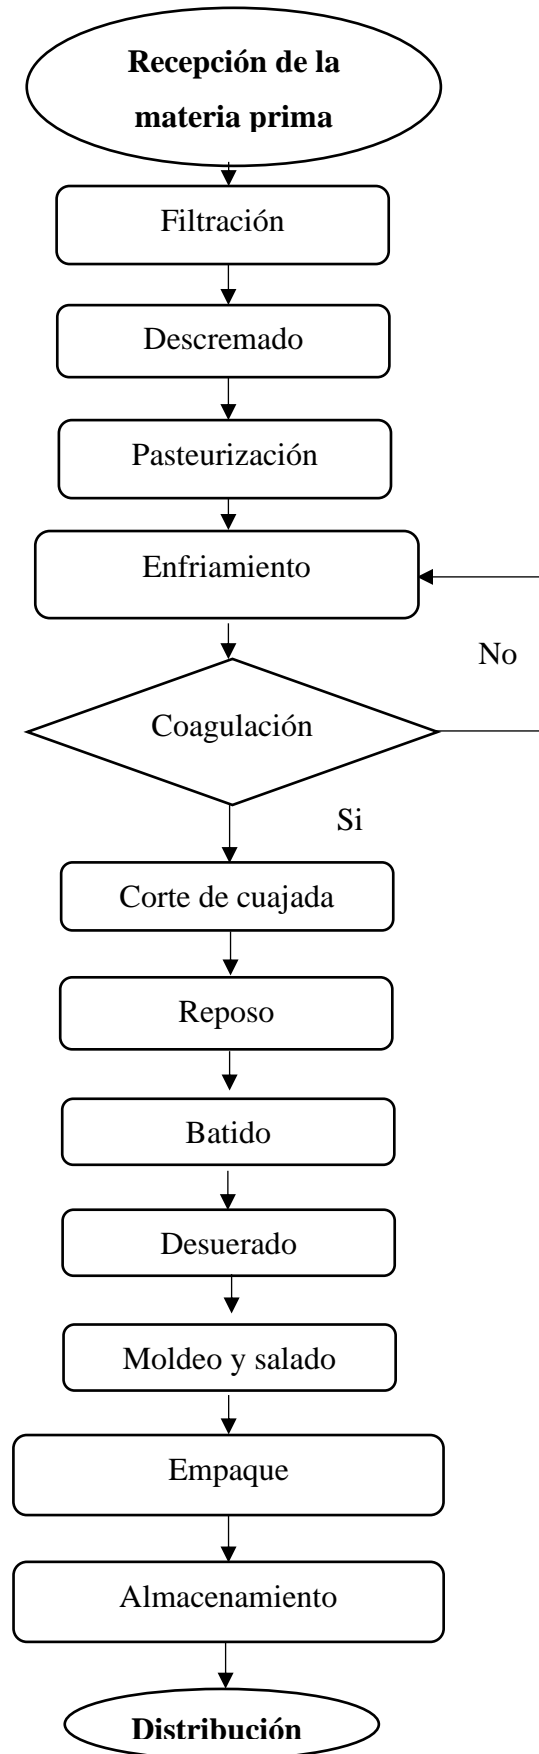 Recepción de la
materia prima
Filtración
Descremado
Pasteurización
Enfriamiento
No
Coagulación
Si
Corte de cuajada
Reposo
Batido
Desuerado
Moldeo y salado
Empaque
Almacenamiento
Distribución